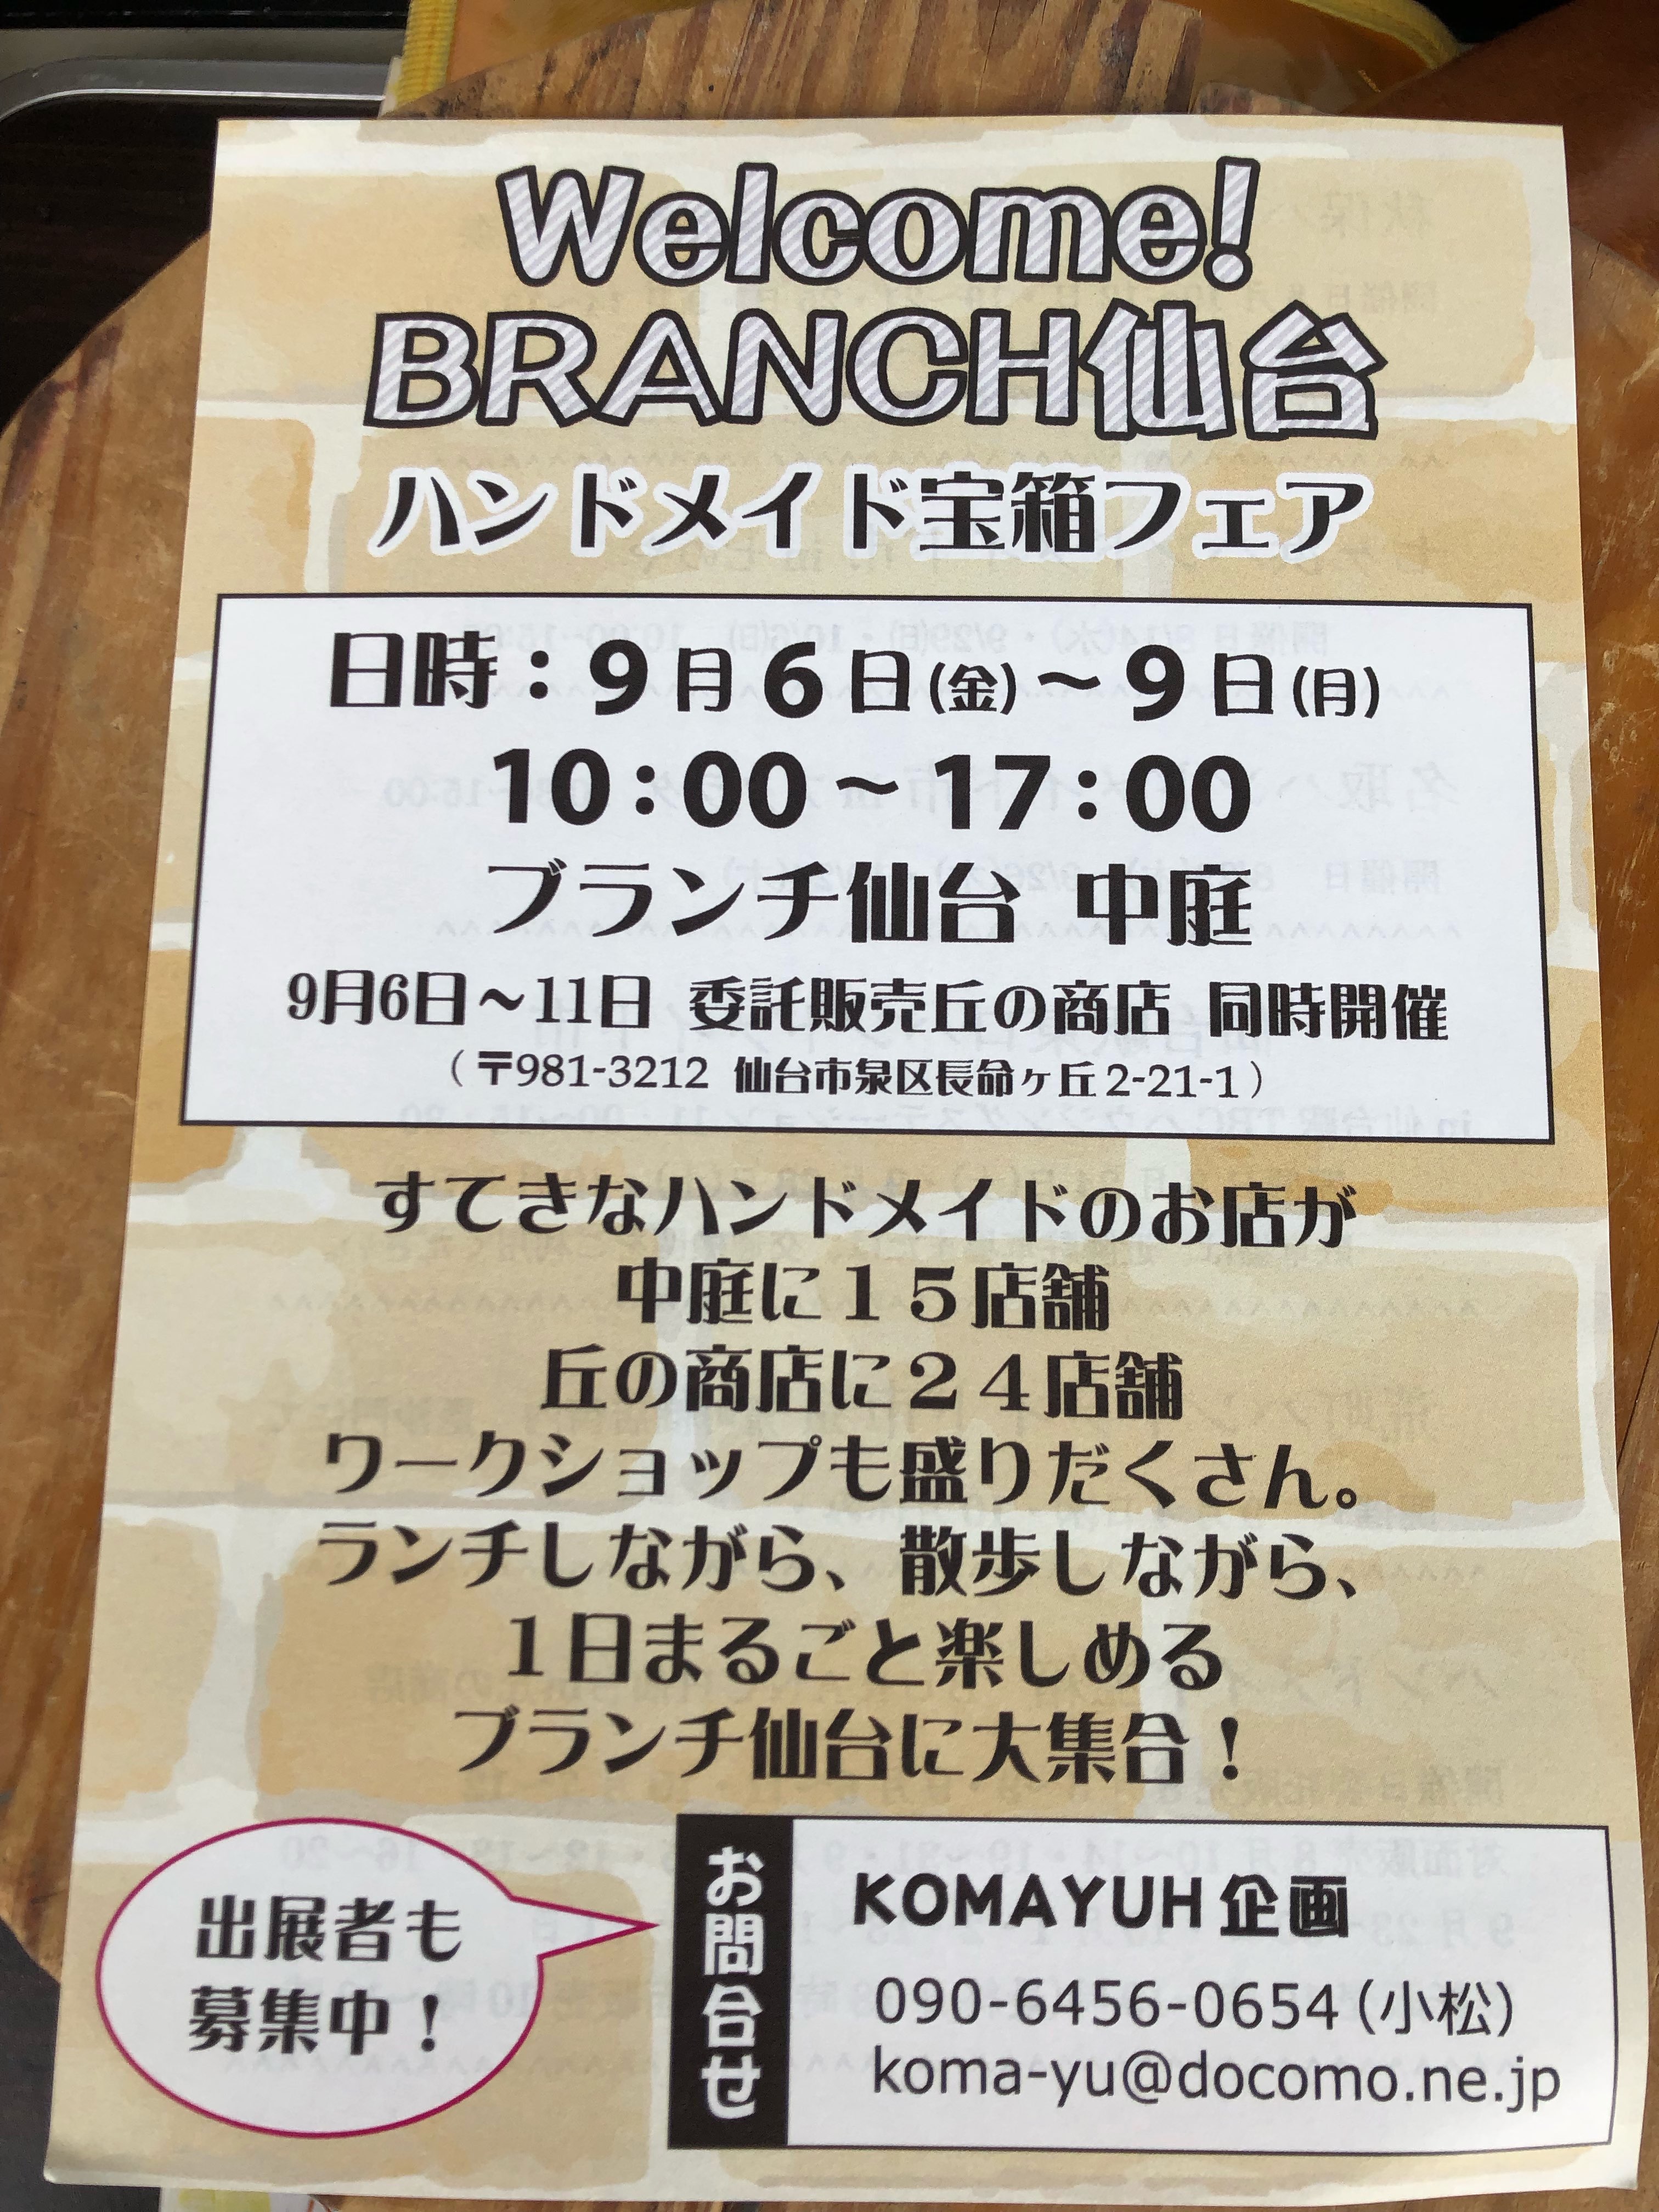 Welcome!
BRANCH仙台
ハンドメイド宝箱フェア
日時：9月6日(金)～9日(月)
10：00～17：00
ブランチ仙台 中庭
9月6日～11日 委託販売丘の商店 同時開催
（〒981-3212 仙台市泉区長命ヶ丘2-21-1）
すてきなハンドメイドのお店が
中庭に１５店舗
丘の商店に２４店舗
ワークショップも盛りだくさん。
ランチしながら、散歩しながら、
１日まるごと楽しめる
ブランチ仙台に大集合！
出展者も
募集中！
お問合せ
KOMAYUH企画
090-6456-0654（小松）
koma-yu@docomo.ne.jp